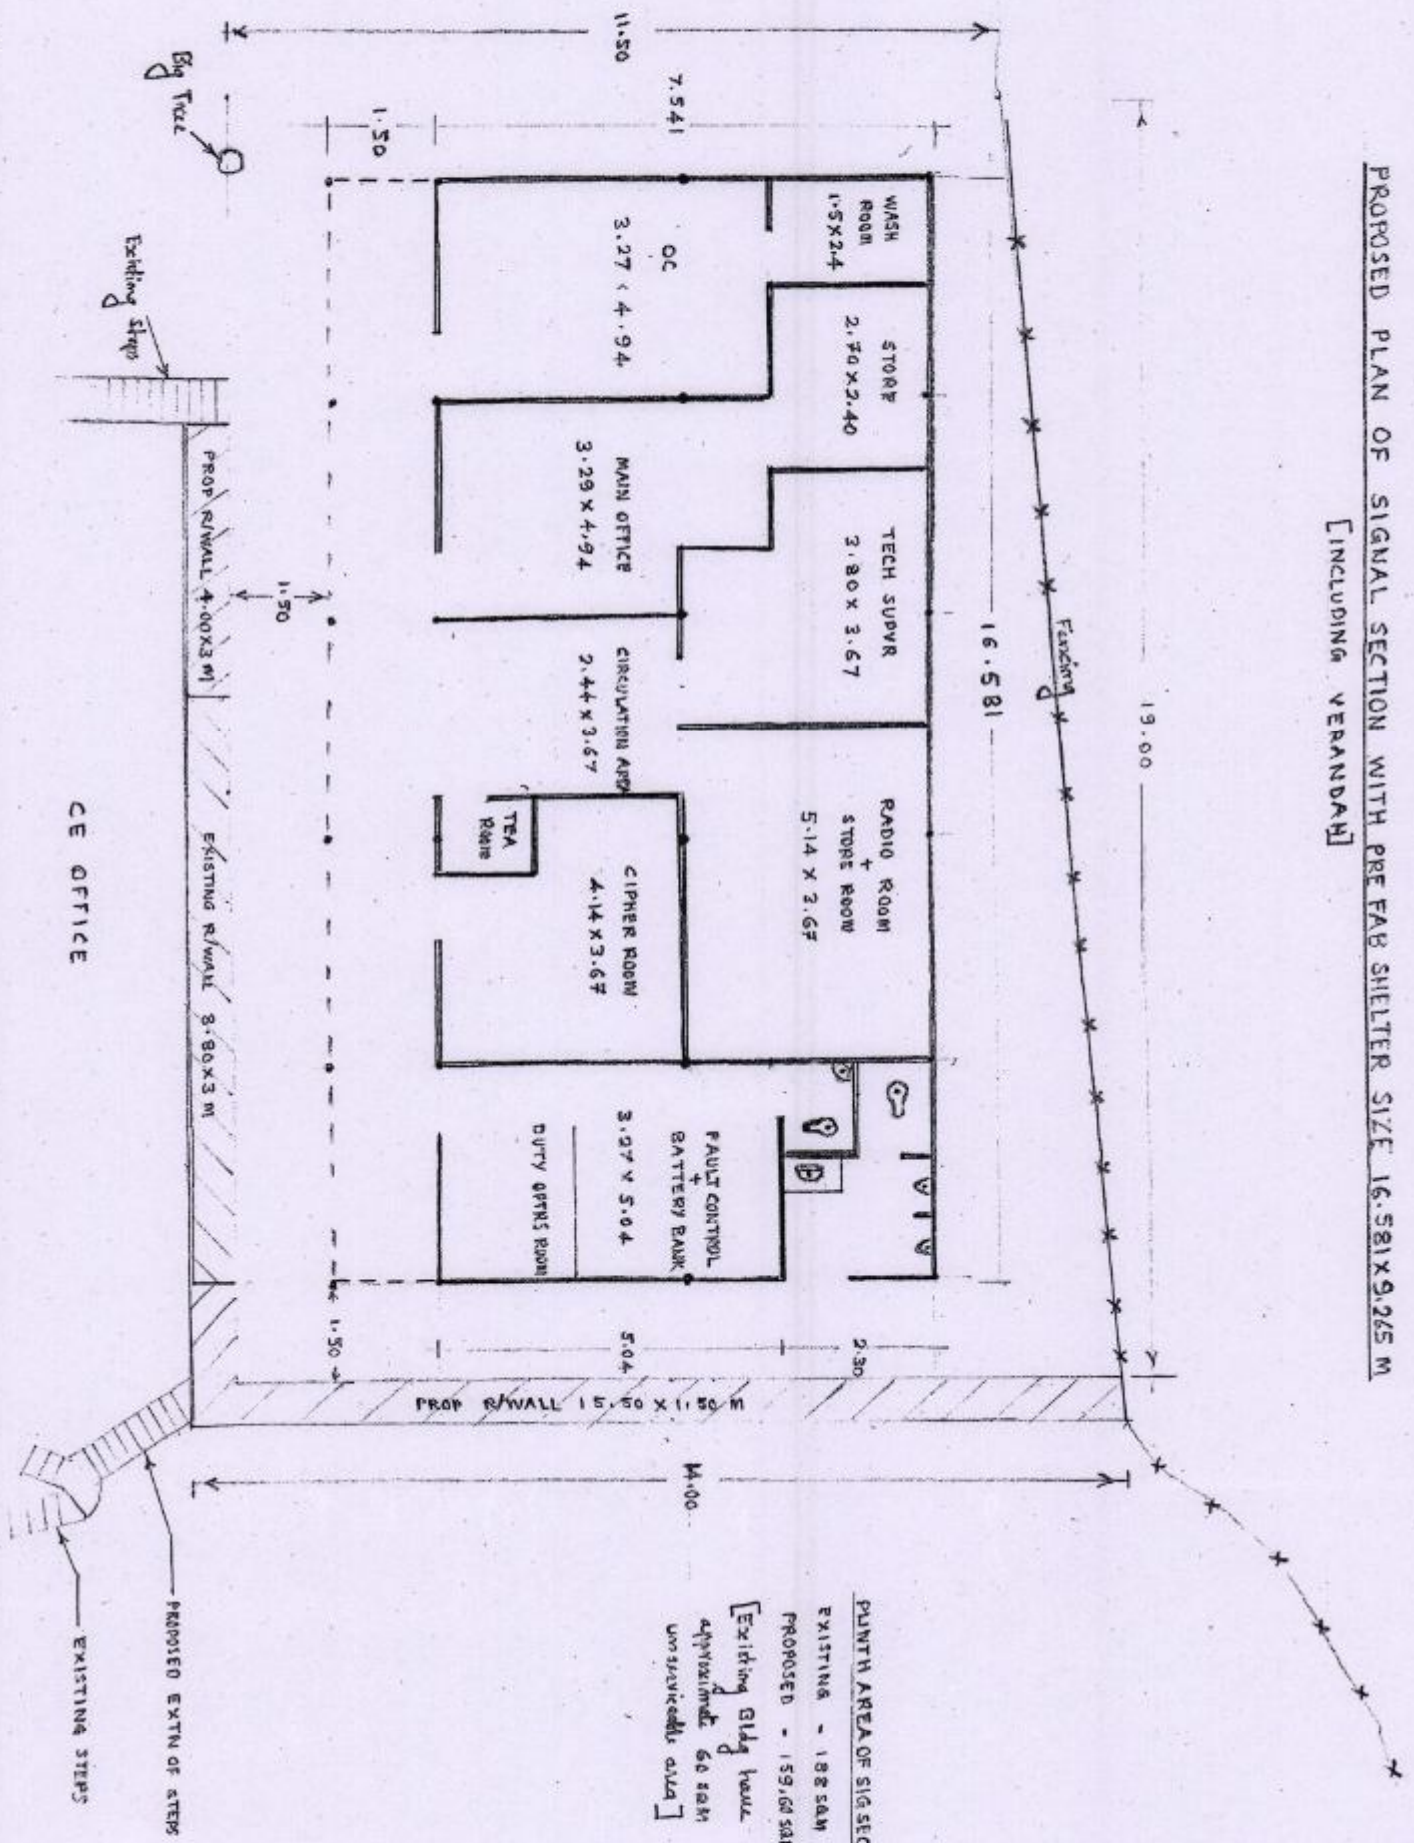 PROPOSED PLAN OF SIGNAL SECTION WITH PRE FAB SHELTER SIZE 16.581X9.265 M
[INCLUDING VERANDAH]
19.00
Fencing
16.581
11.50
7.541
1.50
WASH
ROOM
1.5X2.4
STORE
2.70X2.40
TECH SUPVR
3.80X3.67
RADIO ROOM
+
STORE ROOM
5.14 X 3.67
OC
3.27 × 4.94
MAIN OFFICE
3.29X4.94
CIRCULATION AREA
2.44X3.67
TEA
ROOM
CIPHER ROOM
4.14X3.67
FAULT CONTROL
+
BATTERY BANK
3.27 X 5.04
DUTY OPTRS ROOM
2.30
5.04
1.50
1.50
Big Tree
Existing Steps
PROP R/WALL 4.00X3 M
EXISTING R/WALL 8.80X3 M
PROP R/WALL 15.50 X 1.50 M
14.00
CE OFFICE
PROPOSED EXTN OF STEPS
EXISTING STEPS
PLINTH AREA OF SIG SEC
EXISTING - 188 SQM
PROPOSED - 159.60 SQM
[Existing Bldg have
approximate 60 SQM
unserviceable area]